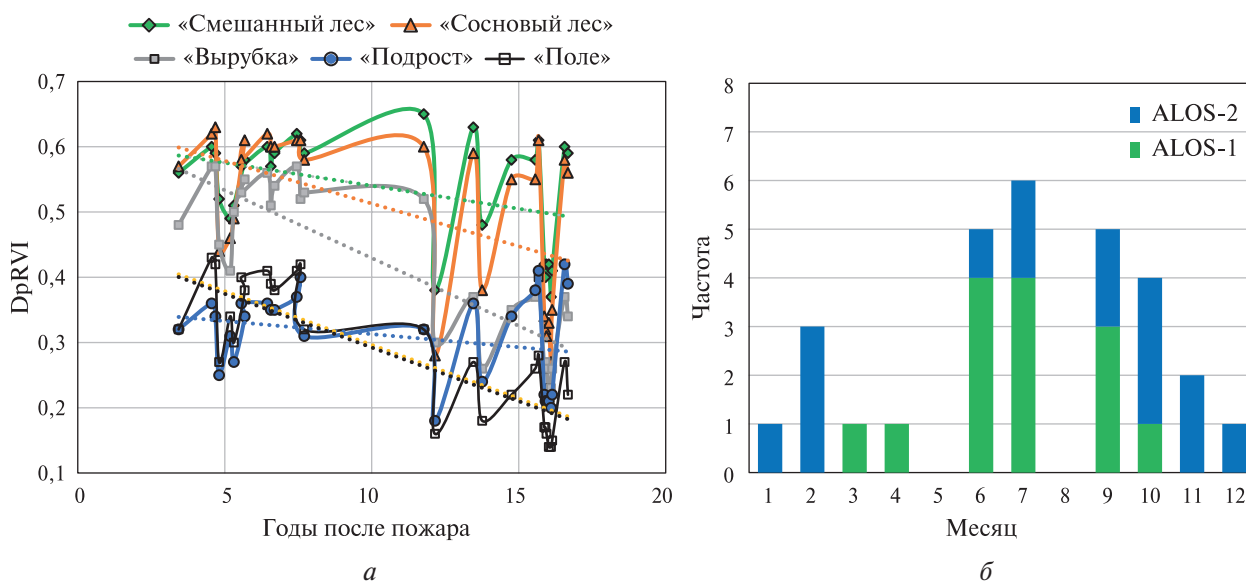 «Смешанный лес» «Сосновый лес»
«Вырубка» «Подрост» «Поле»
DpRVI
0,7
0,6
0,5
0,4
0,3
0,2
0,1
0 5 10 15 20
Годы после пожара
а
Частота
8
7
6
5
4
3
2
1
0
ALOS-2
ALOS-1
1 2 3 4 5 6 7 8 9 10 11 12
Месяц
б